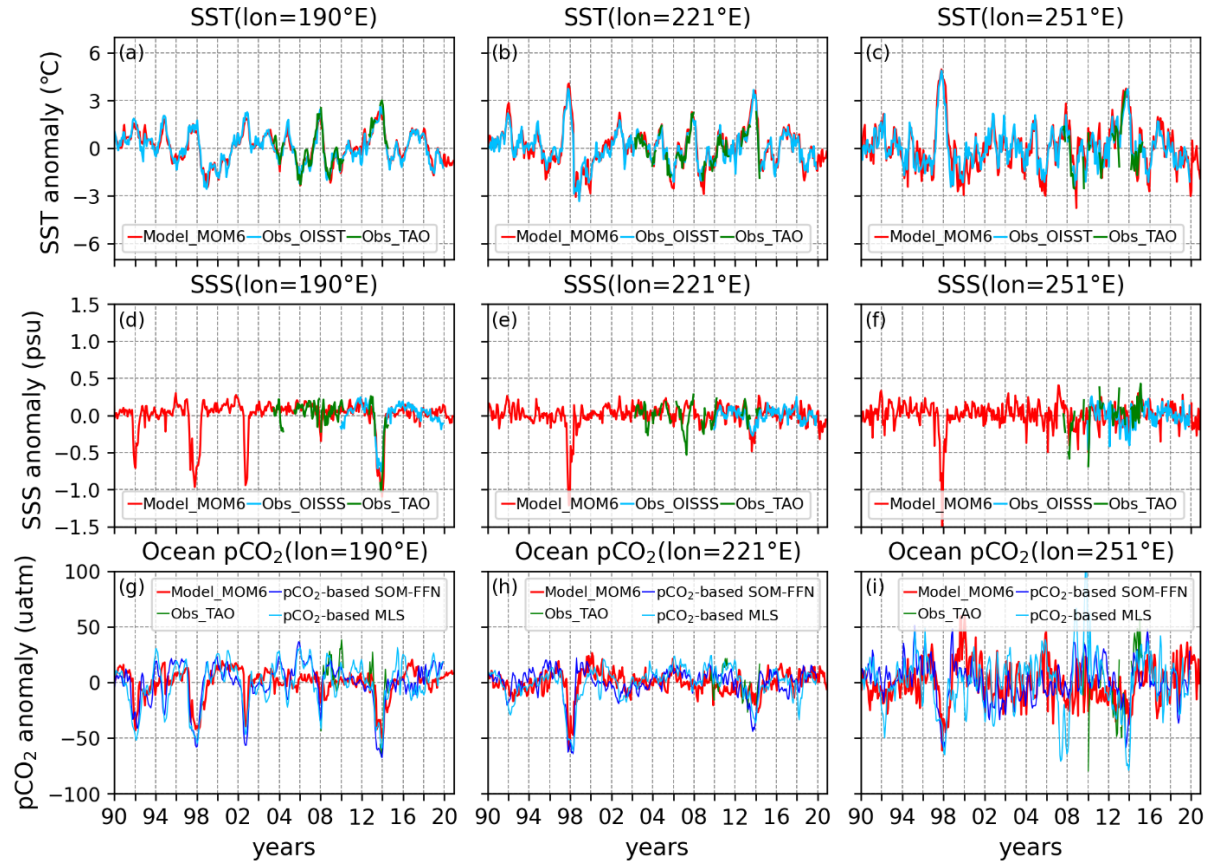 SST(lon=190°E) SST(lon=221°E) SST(lon=251°E)
SST anomaly (℃)
6
3
0
−3
−6
(a) (b) (c)
Model_MOM6 Obs_OISST Obs_TAO
Model_MOM6 Obs_OISST Obs_TAO
Model_MOM6 Obs_OISST Obs_TAO
SSS(lon=190°E) SSS(lon=221°E) SSS(lon=251°E)
SSS anomaly (psu)
1.5
1.0
0.5
0.0
−0.5
−1.0
−1.5
(d) (e) (f)
Model_MOM6 Obs_OISSS Obs_TAO
Model_MOM6 Obs_OISSS Obs_TAO
Model_MOM6 Obs_OISSS Obs_TAO
Ocean pCO₂(lon=190°E) Ocean pCO₂(lon=221°E) Ocean pCO₂(lon=251°E)
pCO₂ anomaly (uatm)
100
50
0
−50
−100
(g) (h) (i)
Model_MOM6 pCO₂-based SOM-FFN
Obs_TAO pCO₂-based MLS
Model_MOM6 pCO₂-based SOM-FFN
Obs_TAO pCO₂-based MLS
Model_MOM6 pCO₂-based SOM-FFN
Obs_TAO pCO₂-based MLS
90 94 98 02 04 08 12 16 20
90 94 98 02 04 08 12 16 20
90 94 98 02 04 08 12 16 20
years years years